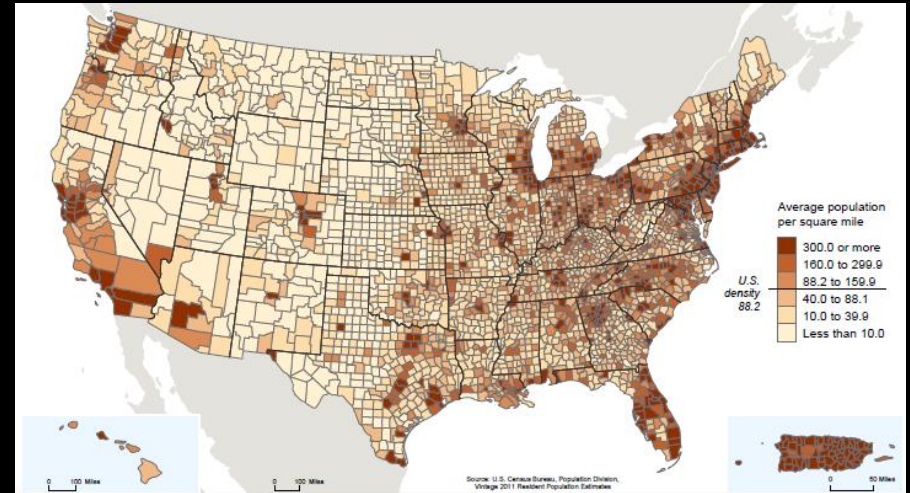 Average population
per square mile
300.0 or more
160.0 to 299.9
88.2 to 159.9
40.0 to 88.1
10.0 to 39.9
Less than 10.0
U.S.
density
88.2
0 100 Miles
0 100 Miles
Source: U.S. Census Bureau, Population Division,
Vintage 2011 Resident Population Estimates
0 50 Miles